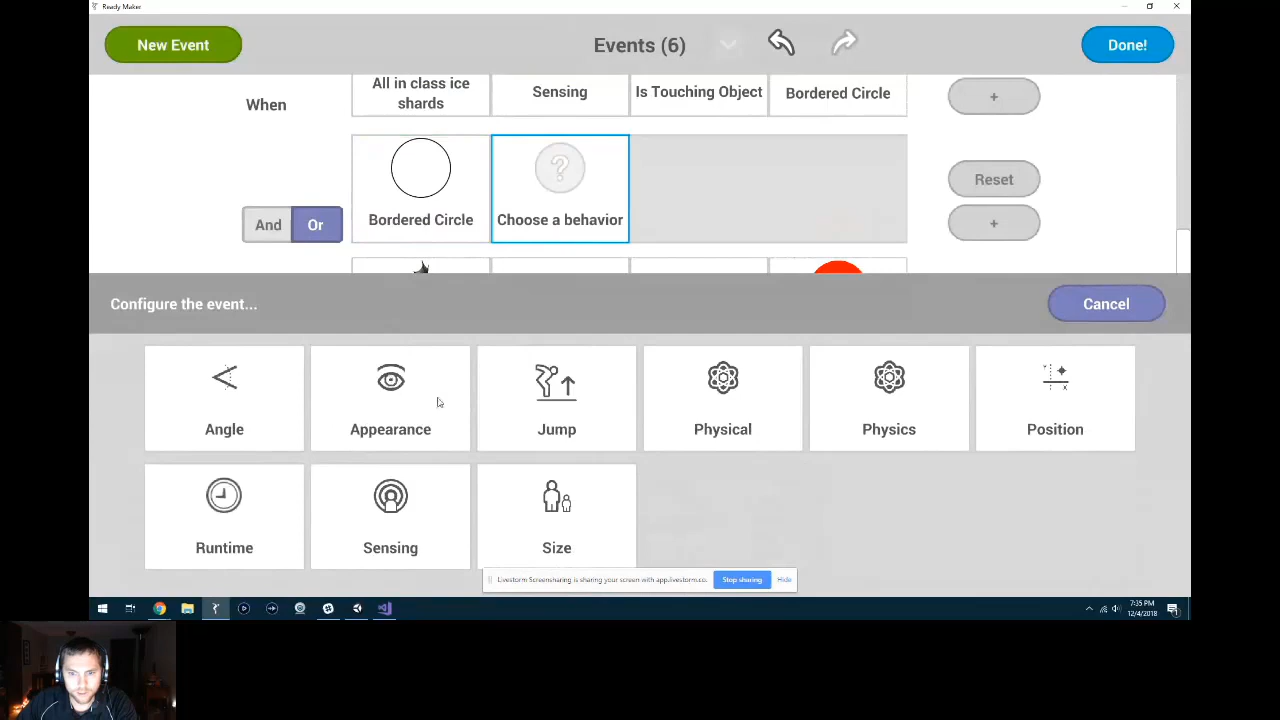 Ready Maker
New Event
Events (6)
Done!
When
All in class ice
shards
Sensing
Is Touching Object
Bordered Circle
+
And
Or
Bordered Circle
?
Choose a behavior
Reset
+
Configure the event...
Cancel
Angle
Appearance
Jump
Physical
Physics
Position
Runtime
Sensing
Size
Livestorm Screensharing is sharing your screen with app.livestorm.co.
Stop sharing
Hide
7:35 PM
12/4/2018